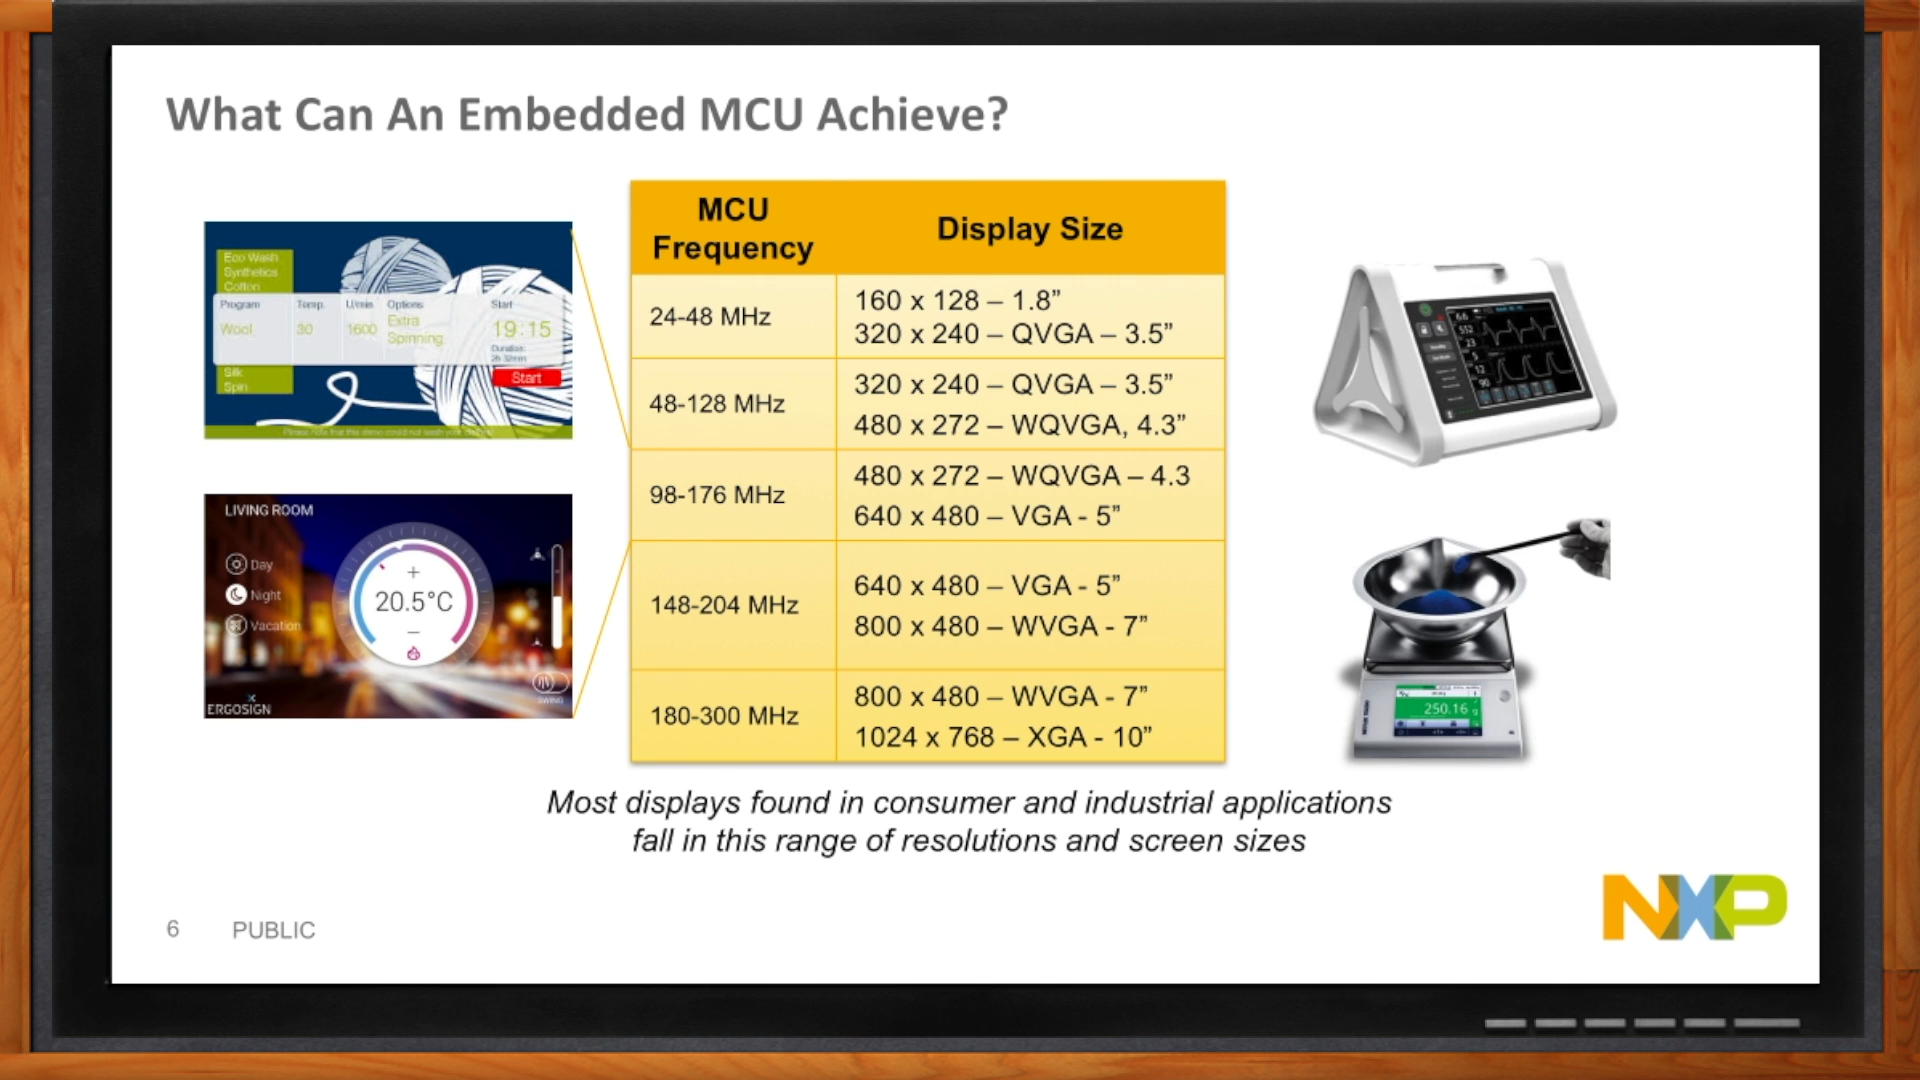 What Can An Embedded MCU Achieve?
Eco Wash
Synthetics
Cotton
Program Temp. U/min Options Start
Wool 30 1600 Extra Spinning 19:15
Duration:
2h 32min
Silk
Spin
Start
LIVING ROOM
Day
Night
Vacation
+
20.5°C
–
SWING
ERGOSIGN
MCU Frequency
Display Size
24-48 MHz
160 x 128 – 1.8”
320 x 240 – QVGA – 3.5”
48-128 MHz
320 x 240 – QVGA – 3.5”
480 x 272 – WQVGA, 4.3”
98-176 MHz
480 x 272 – WQVGA – 4.3
640 x 480 – VGA - 5”
148-204 MHz
640 x 480 – VGA - 5”
800 x 480 – WVGA - 7”
180-300 MHz
800 x 480 – WVGA - 7”
1024 x 768 – XGA - 10”
250.16 g
Most displays found in consumer and industrial applications
fall in this range of resolutions and screen sizes
6 PUBLIC
NXP